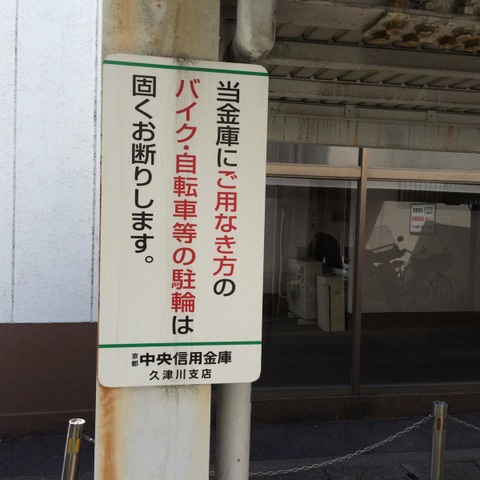 当金庫にご用なき方の
バイク・自転車等の駐輪は
固くお断りします。
京都 中央信用金庫
久津川支店